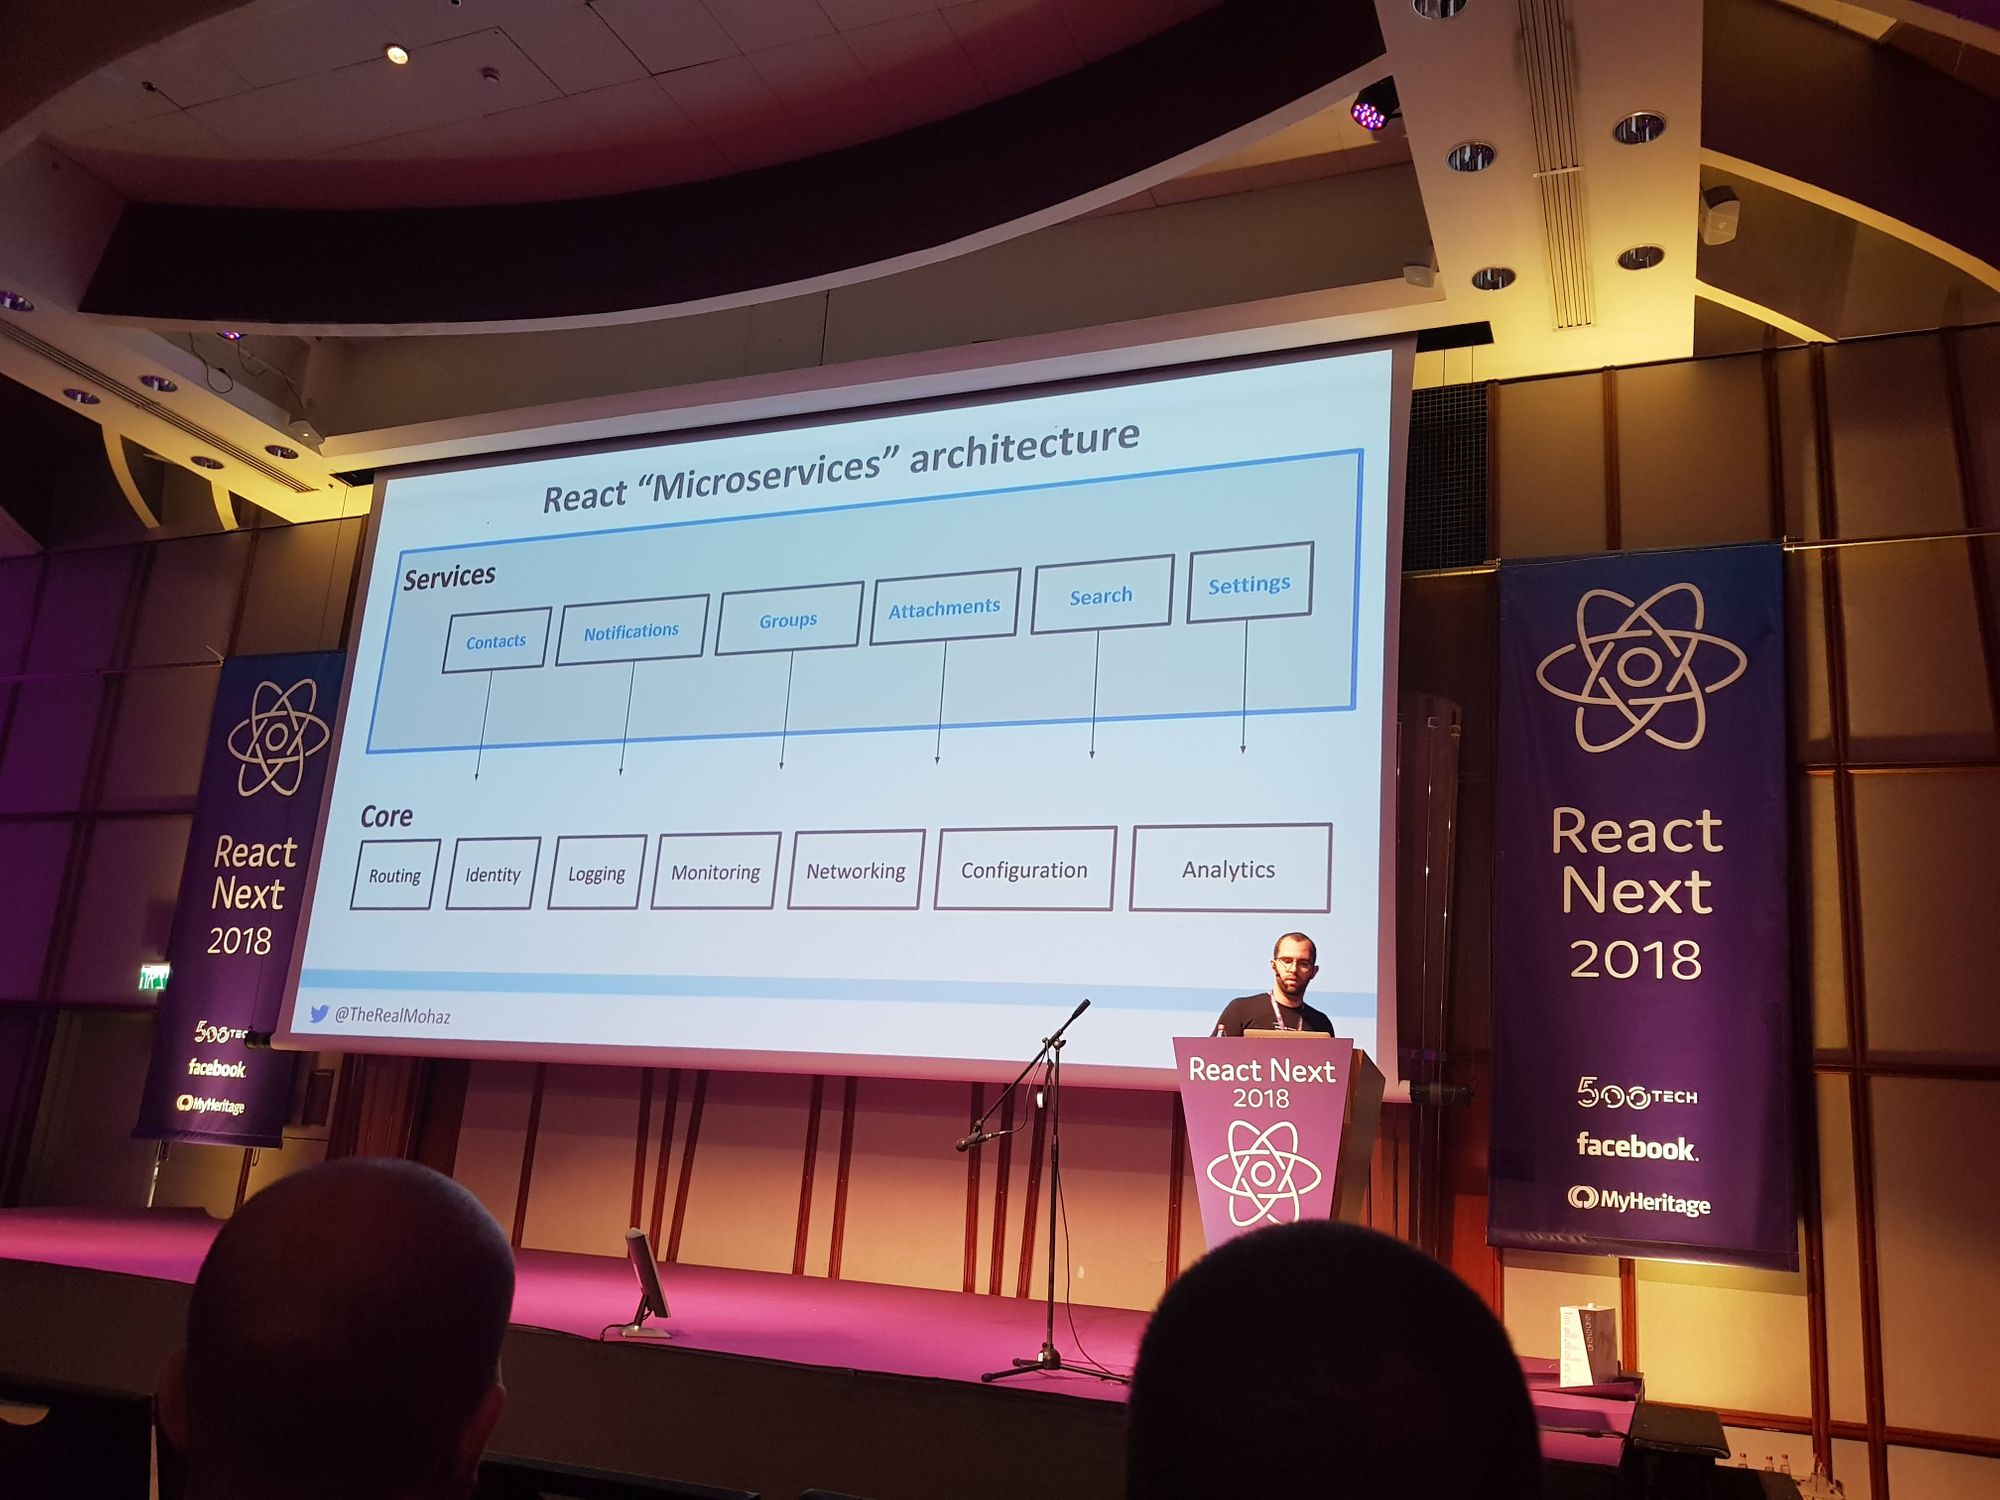 React “Microservices” architecture
Services
Contacts
Notifications
Groups
Attachments
Search
Settings
Core
Routing
Identity
Logging
Monitoring
Networking
Configuration
Analytics
@TheRealMohaz
React
Next
2018
500TEC
facebook.
MyHeritage
React Next
2018
React
Next
2018
500TECH
facebook.
MyHeritage